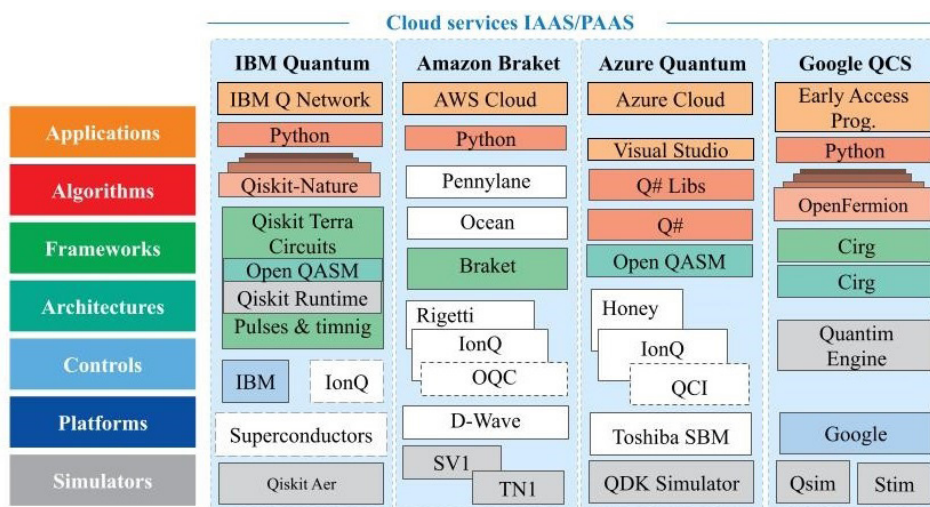 Cloud services IAAS/PAAS
Applications
Algorithms
Frameworks
Architectures
Controls
Platforms
Simulators
IBM Quantum
IBM Q Network
Python
Qiskit-Nature
Qiskit Terra
Circuits
Open QASM
Qiskit Runtime
Pulses & timnig
IBM
IonQ
Superconductors
Qiskit Aer
Amazon Braket
AWS Cloud
Python
Pennylane
Ocean
Braket
Rigetti
IonQ
OQC
D-Wave
SV1
TN1
Azure Quantum
Azure Cloud
Visual Studio
Q# Libs
Q#
Open QASM
Honey
IonQ
QCI
Toshiba SBM
QDK Simulator
Google QCS
Early Access
Prog.
Python
OpenFermion
Cirg
Cirg
Quantim
Engine
Google
Qsim
Stim